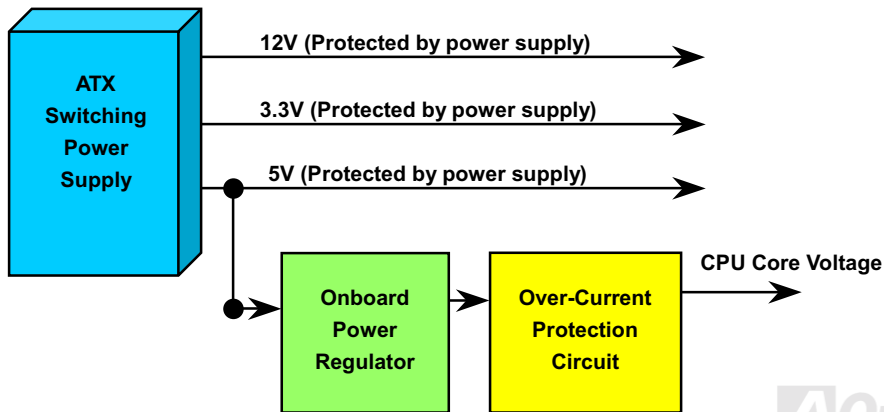 12V (Protected by power supply)
ATX
Switching
Power
Supply
3.3V (Protected by power supply)
5V (Protected by power supply)
CPU Core Voltage
Onboard
Power
Regulator
Over-Current
Protection
Circuit